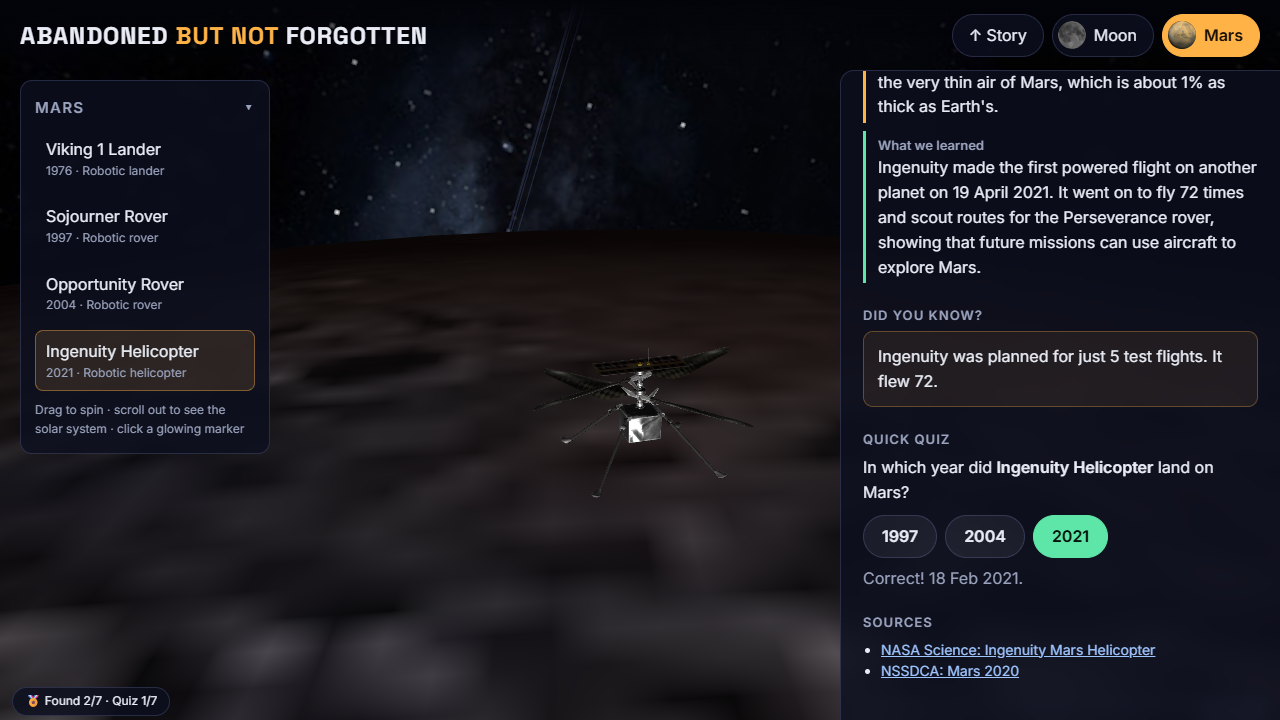 ABANDONED BUT NOT FORGOTTEN
↑ Story
Moon
Mars
MARS ▼
Viking 1 Lander
1976 · Robotic lander
Sojourner Rover
1997 · Robotic rover
Opportunity Rover
2004 · Robotic rover
Ingenuity Helicopter
2021 · Robotic helicopter
Drag to spin · scroll out to see the
solar system · click a glowing marker
the very thin air of Mars, which is about 1% as
thick as Earth's.
What we learned
Ingenuity made the first powered flight on another
planet on 19 April 2021. It went on to fly 72 times
and scout routes for the Perseverance rover,
showing that future missions can use aircraft to
explore Mars.
DID YOU KNOW?
Ingenuity was planned for just 5 test flights. It
flew 72.
QUICK QUIZ
In which year did Ingenuity Helicopter land on
Mars?
1997 2004 2021
Correct! 18 Feb 2021.
SOURCES
• NASA Science: Ingenuity Mars Helicopter
• NSSDCA: Mars 2020
Found 2/7 · Quiz 1/7